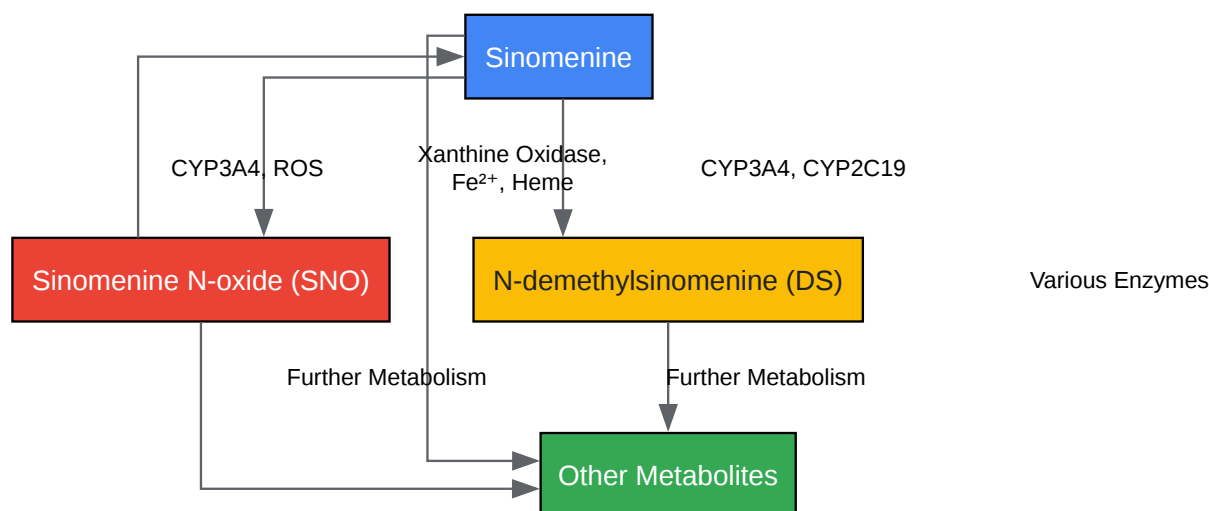 Sinomenine
CYP3A4, ROS
Xanthine Oxidase,
Fe²⁺, Heme
CYP3A4, CYP2C19
Sinomenine N-oxide (SNO)
N-demethylsinomenine (DS)
Various Enzymes
Further Metabolism
Further Metabolism
Other Metabolites